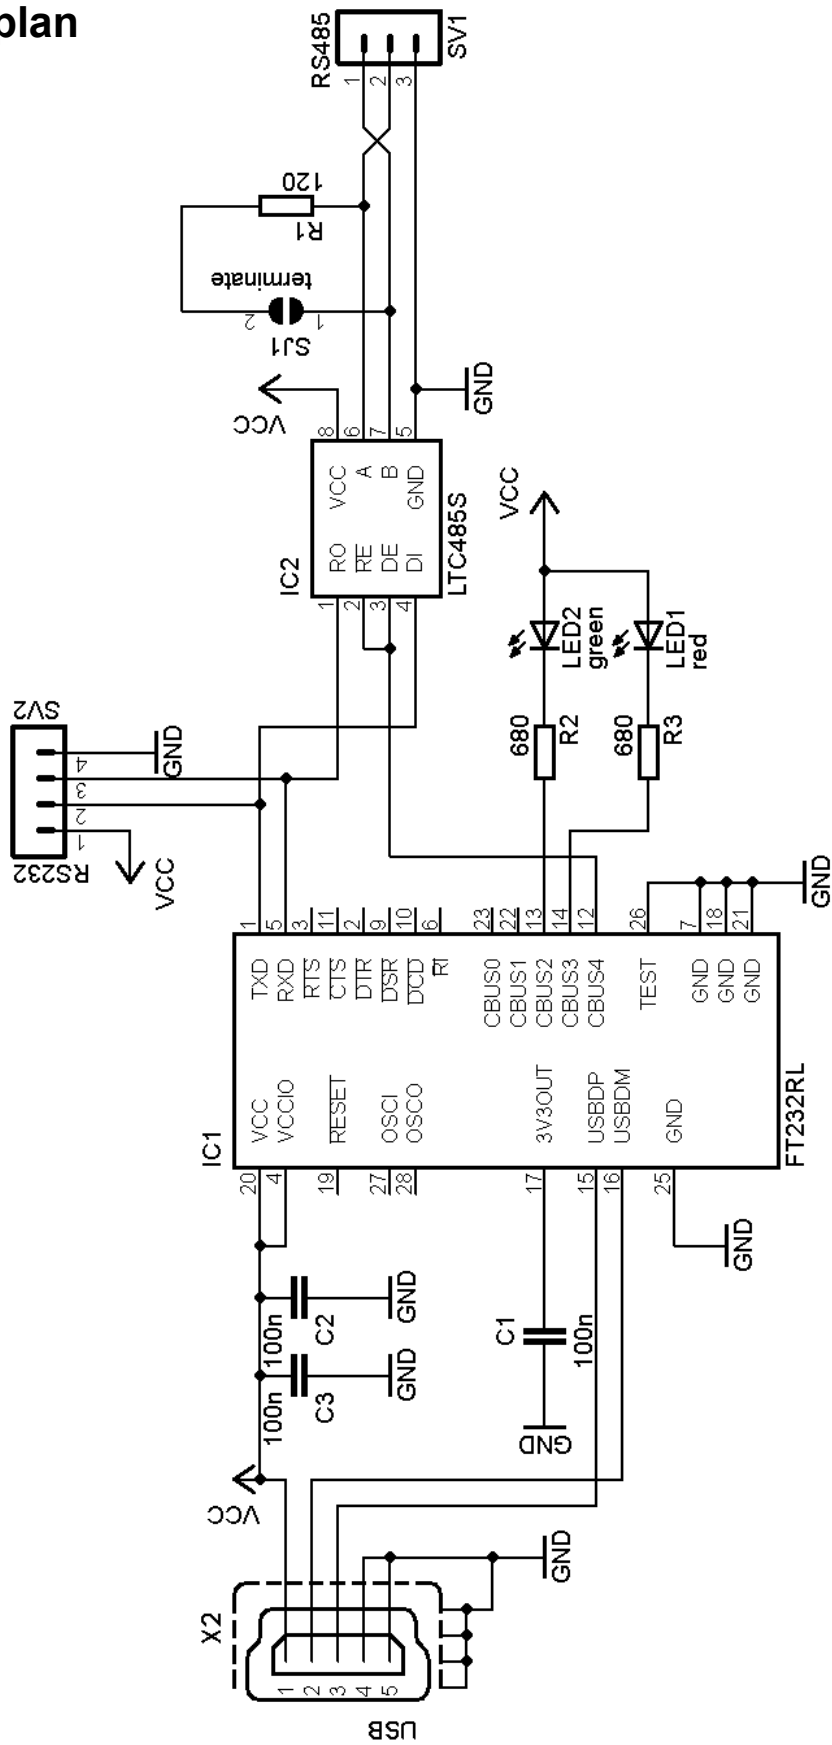 plan
RS485
SV1
1
2
3
120
R1
terminate
2
1
SJ1
VCC
GND
8
6
7
5
VCC
A
B
GND
RO
RE
DE
DI
IC2
LTC485S
1
2
3
4
VCC
LED2
green
LED1
red
680
R2
680
R3
SV2
4
3
2
1
RS232
GND
VCC
GND
1
5
3
11
2
9
10
6
23
22
13
14
12
26
7
18
21
TXD
RXD
RTS
CTS
DTR
DSR
DCD
RI
CBUS0
CBUS1
CBUS2
CBUS3
CBUS4
TEST
GND
GND
GND
VCC
VCCIO
RESET
OSCI
OSCO
3V3OUT
USBDP
USBDM
GND
IC1
FT232RL
20
4
19
27
28
17
15
16
25
GND
100n
C2
GND
100n
C3
GND
C1
100n
GND
VCC
GND
X2
1
2
3
4
5
USB